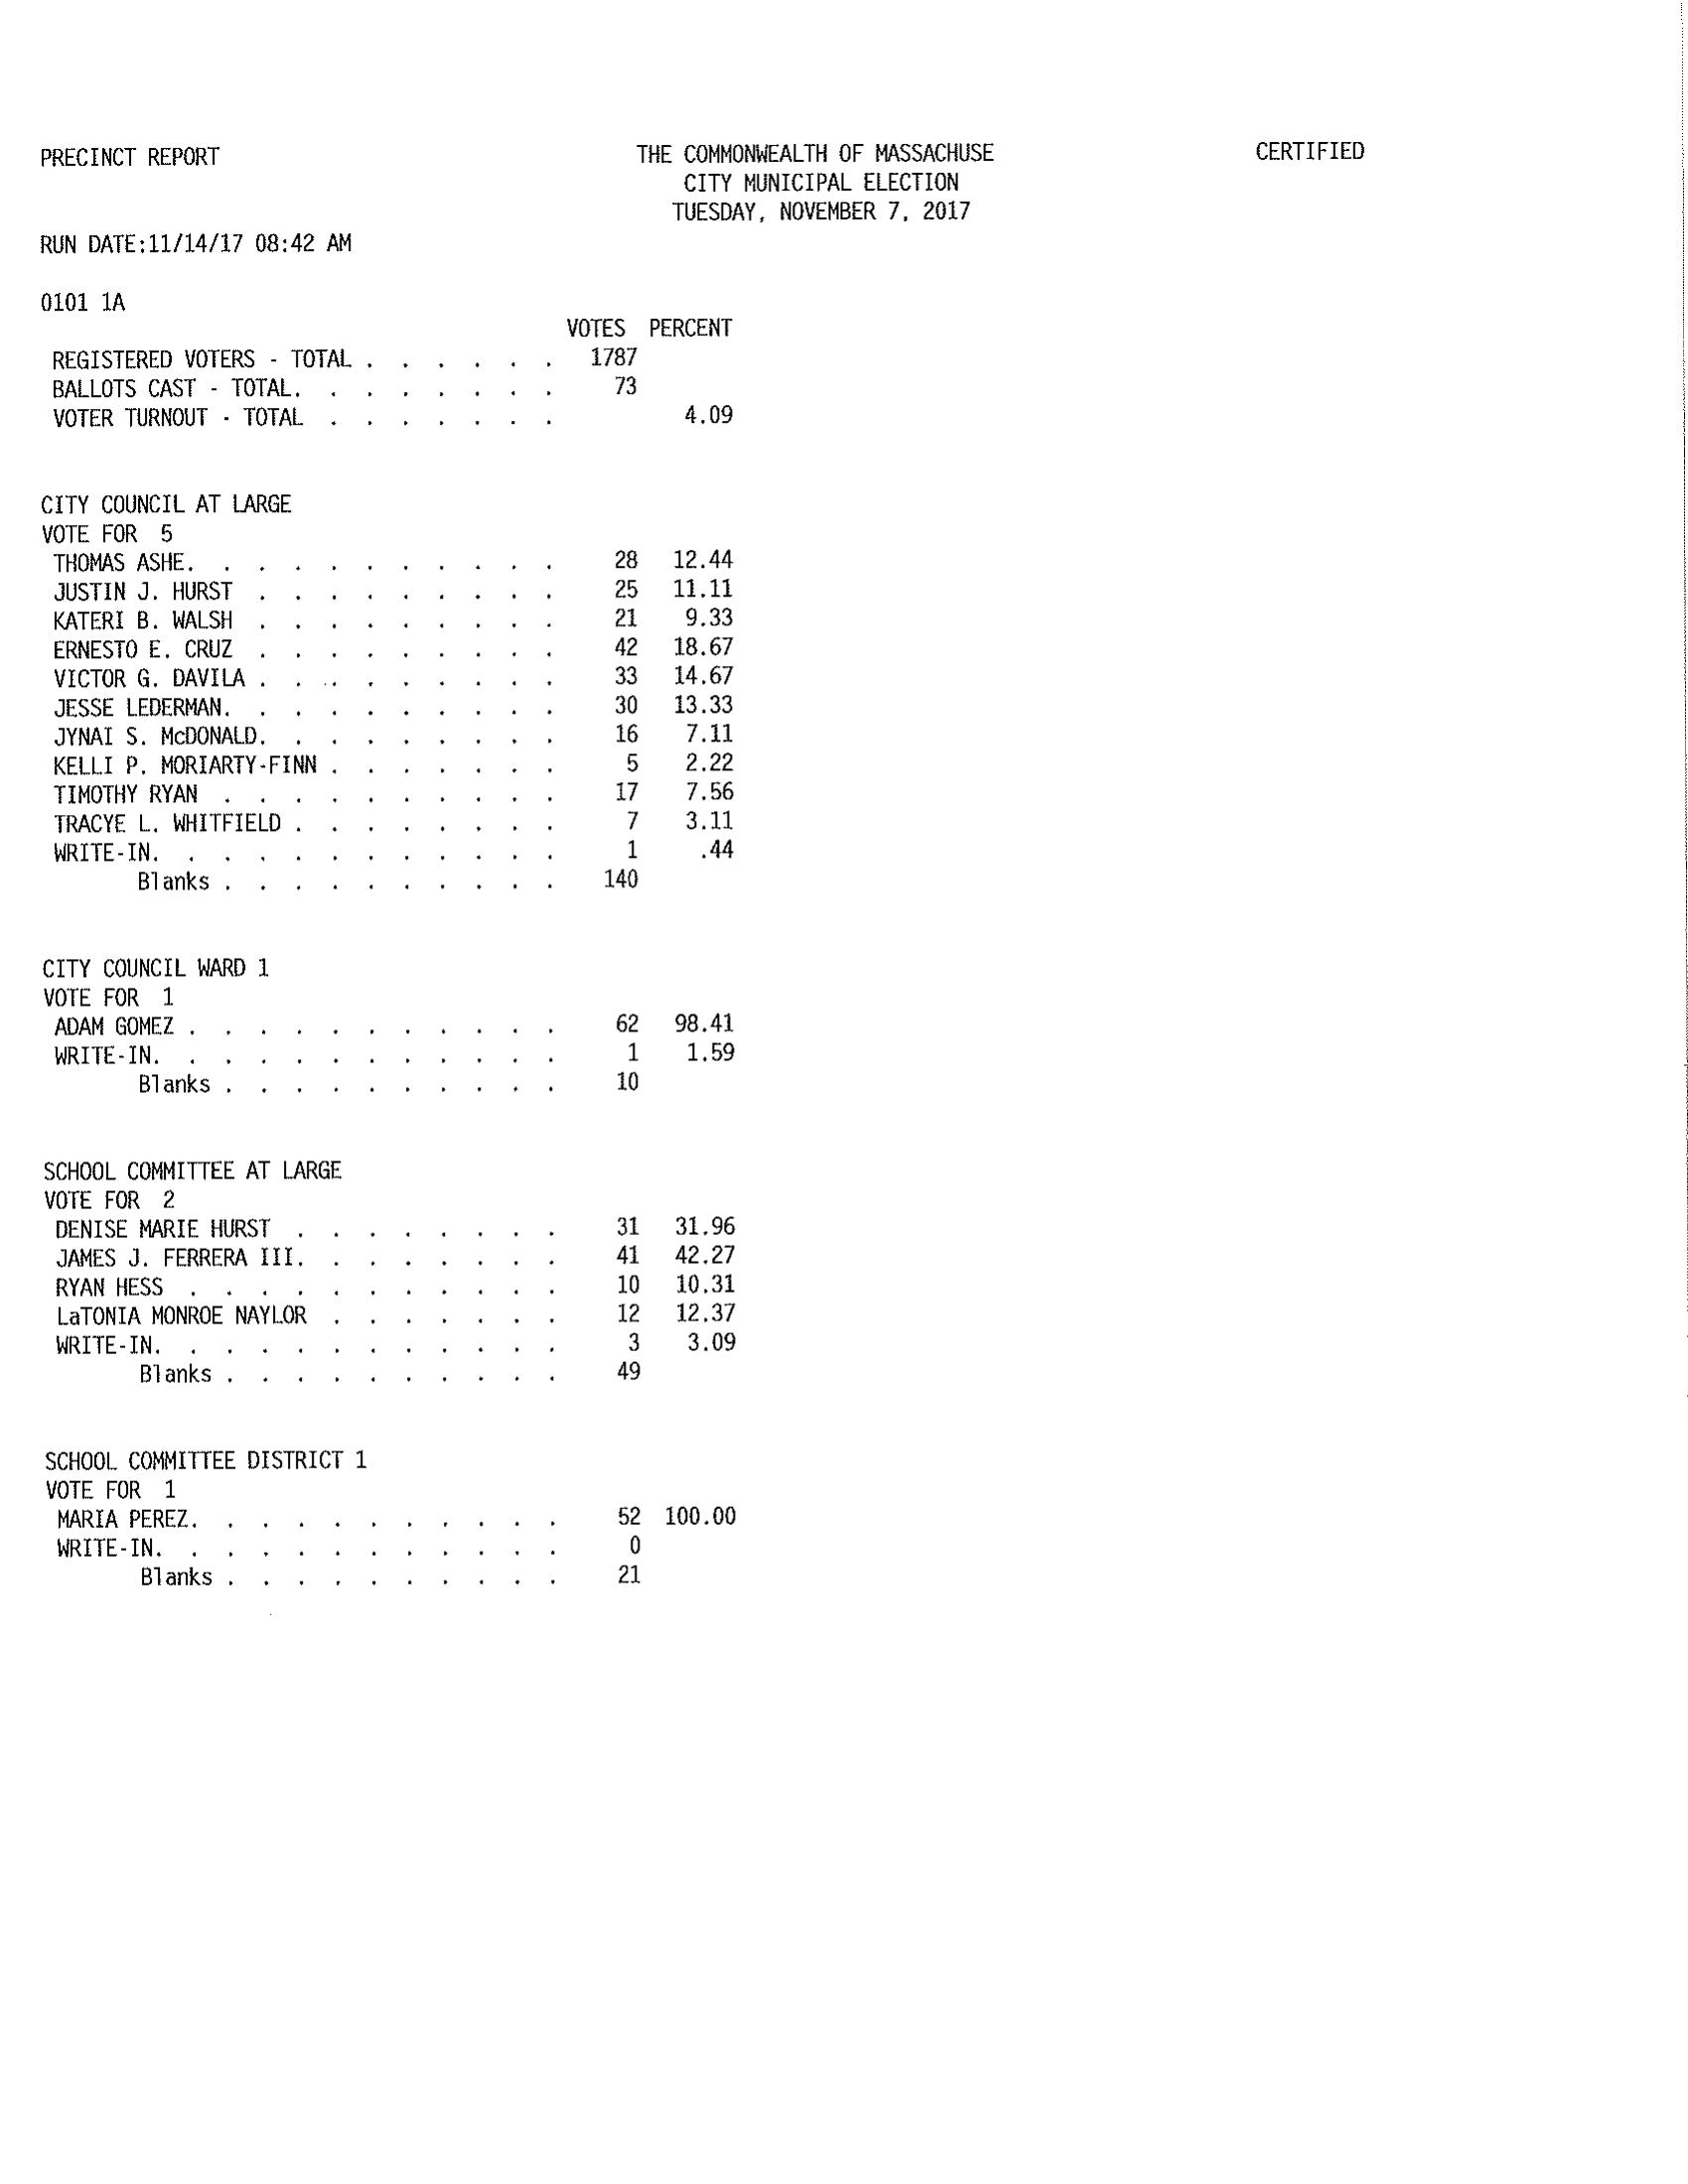 PRECINCT REPORT THE COMMONWEALTH OF MASSACHUSE CERTIFIED
CITY MUNICIPAL ELECTION
TUESDAY, NOVEMBER 7, 2017
RUN DATE:11/14/17 08:42 AM
0101 1A
VOTES PERCENT
REGISTERED VOTERS - TOTAL . . . . . . 1787
BALLOTS CAST - TOTAL. . . . . . . . 73
VOTER TURNOUT - TOTAL . . . . . . . 4.09
CITY COUNCIL AT LARGE
VOTE FOR 5
THOMAS ASHE. . . . . . . . . . . 28 12.44
JUSTIN J. HURST . . . . . . . . . 25 11.11
KATERI B. WALSH . . . . . . . . . 21 9.33
ERNESTO E. CRUZ . . . . . . . . . 42 18.67
VICTOR G. DAVILA . . . . . . . . . 33 14.67
JESSE LEDERMAN. . . . . . . . . . 30 13.33
JYNAI S. McDONALD. . . . . . . . . 16 7.11
KELLI P. MORIARTY-FINN . . . . . . . 5 2.22
TIMOTHY RYAN . . . . . . . . . . 17 7.56
TRACYE L. WHITFIELD . . . . . . . . 7 3.11
WRITE-IN. . . . . . . . . . . . 1 .44
Blanks . . . . . . . . . . 140
CITY COUNCIL WARD 1
VOTE FOR 1
ADAM GOMEZ . . . . . . . . . . . 62 98.41
WRITE-IN. . . . . . . . . . . . 1 1.59
Blanks . . . . . . . . . . 10
SCHOOL COMMITTEE AT LARGE
VOTE FOR 2
DENISE MARIE HURST . . . . . . . . 31 31.96
JAMES J. FERRERA III. . . . . . . . 41 42.27
RYAN HESS . . . . . . . . . . . 10 10.31
LaTONIA MONROE NAYLOR . . . . . . . 12 12.37
WRITE-IN. . . . . . . . . . . . 3 3.09
Blanks . . . . . . . . . . 49
SCHOOL COMMITTEE DISTRICT 1
VOTE FOR 1
MARIA PEREZ. . . . . . . . . . . 52 100.00
WRITE-IN. . . . . . . . . . . . 0
Blanks . . . . . . . . . . 21